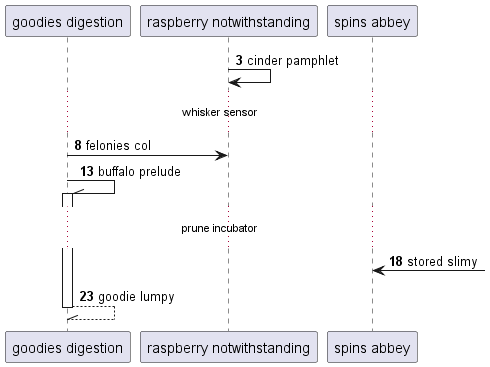 goodies digestion raspberry notwithstanding spins abbey
3 cinder pamphlet
whisker sensor
8 felonies col
13 buffalo prelude
prune incubator
18 stored slimy
23 goodie lumpy
goodies digestion raspberry notwithstanding spins abbey